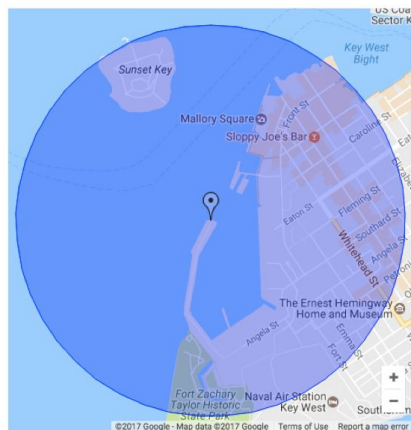 US Coa
Sector K
Key West
Bight
Sunset Key
Mallory Square
Front St
Sloppy Joe's Bar
Caroline St
Elizabe
Eaton St
Fleming St
Southard St
Angela St
Petroni
Whitehead St
The Ernest Hemingway
Home and Museum
Angela St
Emma St
Fort St
Fort Zachary
Taylor Historic
State Park
Naval Air Station
Key West
Southernm
+
−
©2017 Google - Map data ©2017 Google
Terms of Use
Report a map error